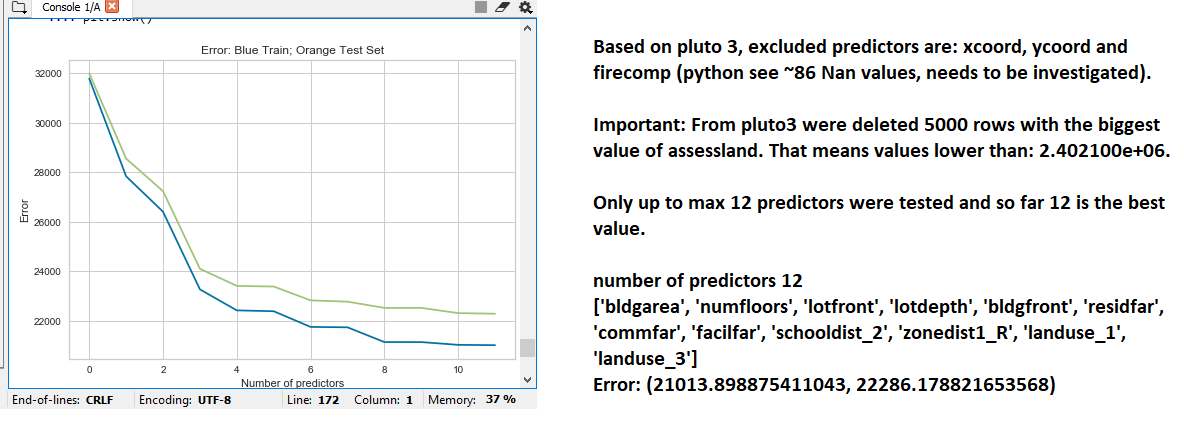 Console 1/A
Error: Blue Train; Orange Test Set
32000
30000
28000
26000
24000
22000
Error
0 2 4 6 8 10
Number of predictors
End-of-lines: CRLF Encoding: UTF-8 Line: 172 Column: 1 Memory: 37 %
Based on pluto 3, excluded predictors are: xcoord, ycoord and
firecomp (python see ~86 Nan values, needs to be investigated).
Important: From pluto3 were deleted 5000 rows with the biggest
value of assessland. That means values lower than: 2.402100e+06.
Only up to max 12 predictors were tested and so far 12 is the best
value.
number of predictors 12
['bldgarea', 'numfloors', 'lotfront', 'lotdepth', 'bldgfront', 'residfar',
'commfar', 'facilfar', 'schooldist_2', 'zonedist1_R', 'landuse_1',
'landuse_3']
Error: (21013.898875411043, 22286.178821653568)